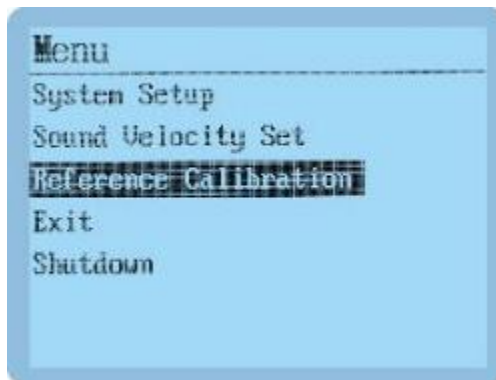 Menu
System Setup
Sound Velocity Set
Reference Calibration
Exit
Shutdown